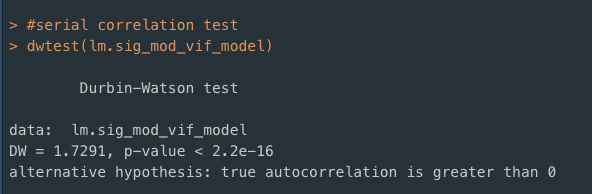 > #serial correlation test
> dwtest(lm.sig_mod_vif_model)
Durbin-Watson test
data: lm.sig_mod_vif_model
DW = 1.7291, p-value < 2.2e-16
alternative hypothesis: true autocorrelation is greater than 0